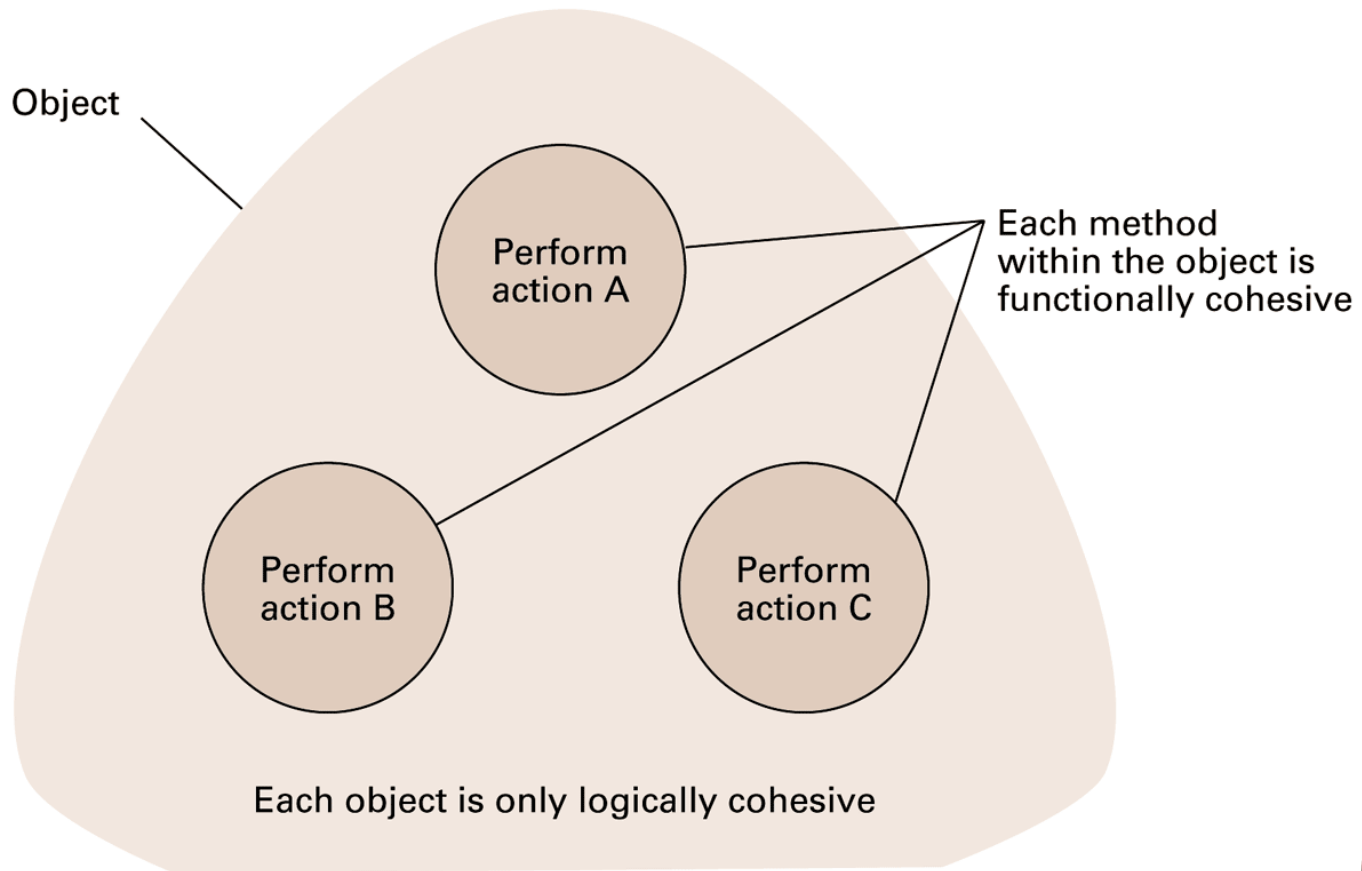 Object
Perform
action A
Each method
within the object is
functionally cohesive
Perform
action B
Perform
action C
Each object is only logically cohesive